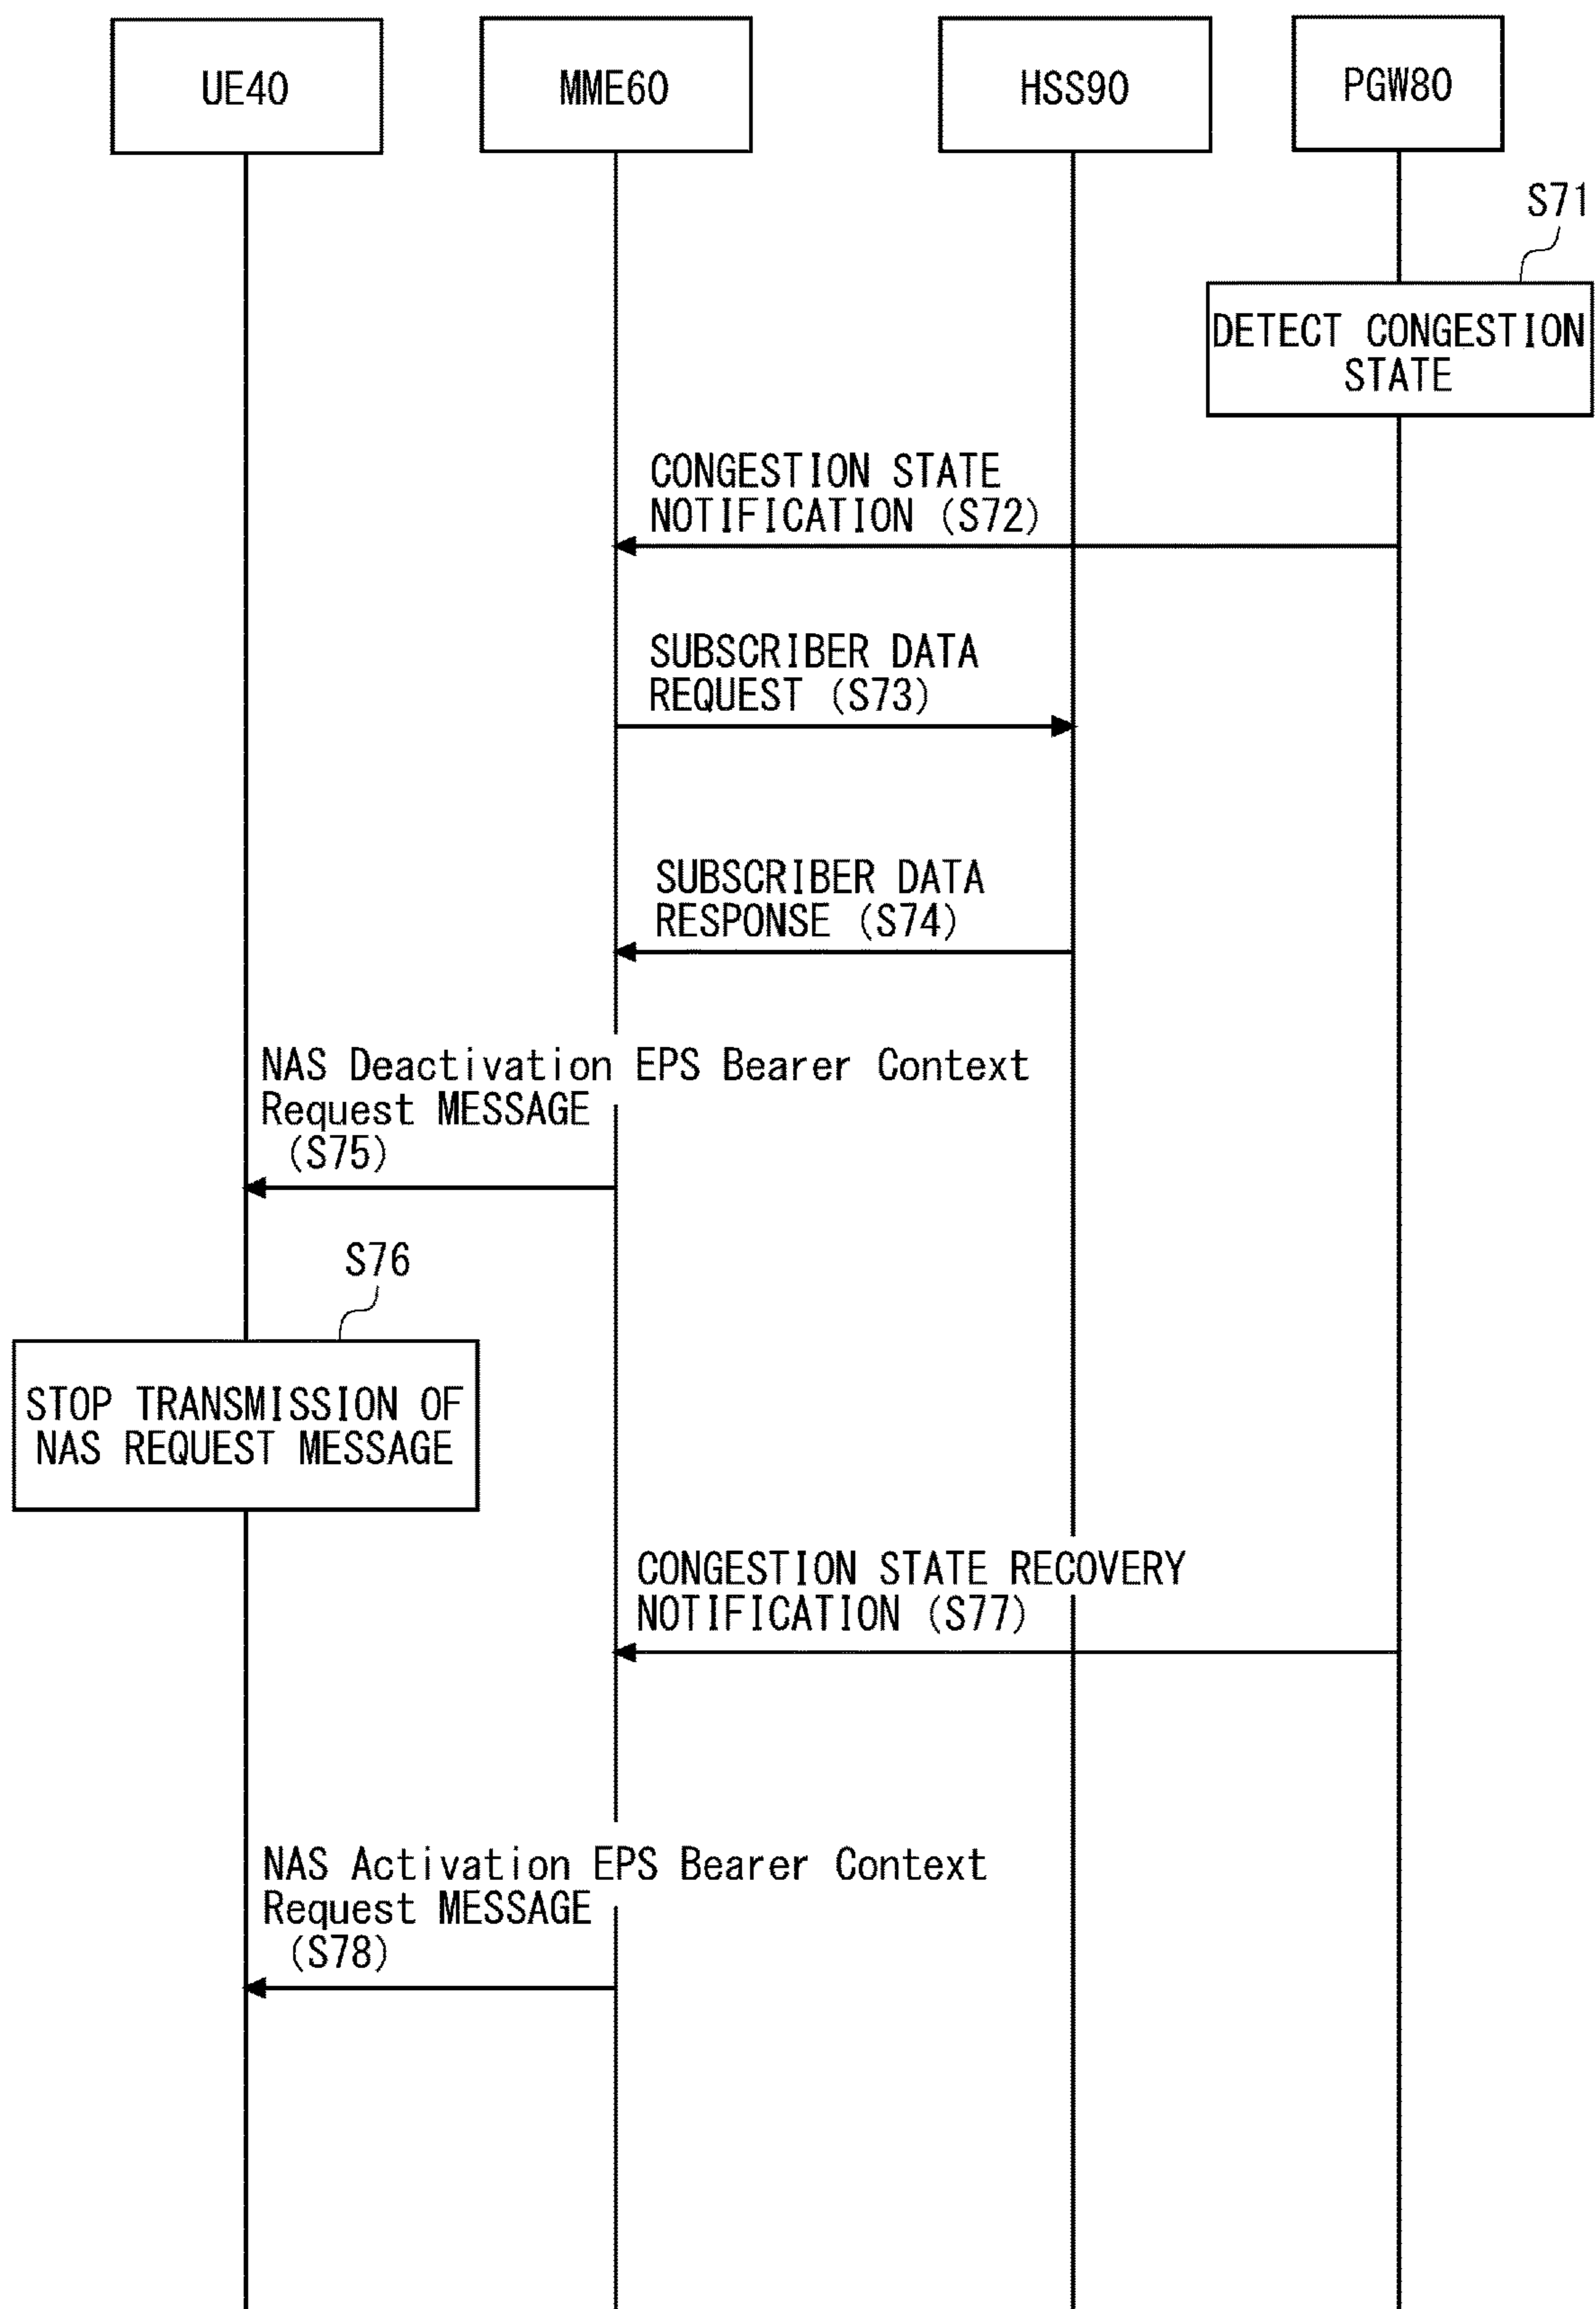 UE40
MME60
HSS90
PGW80
S71
DETECT CONGESTION
STATE
CONGESTION STATE
NOTIFICATION (S72)
SUBSCRIBER DATA
REQUEST (S73)
SUBSCRIBER DATA
RESPONSE (S74)
NAS Deactivation EPS Bearer Context
Request MESSAGE
(S75)
S76
STOP TRANSMISSION OF
NAS REQUEST MESSAGE
CONGESTION STATE RECOVERY
NOTIFICATION (S77)
NAS Activation EPS Bearer Context
Request MESSAGE
(S78)